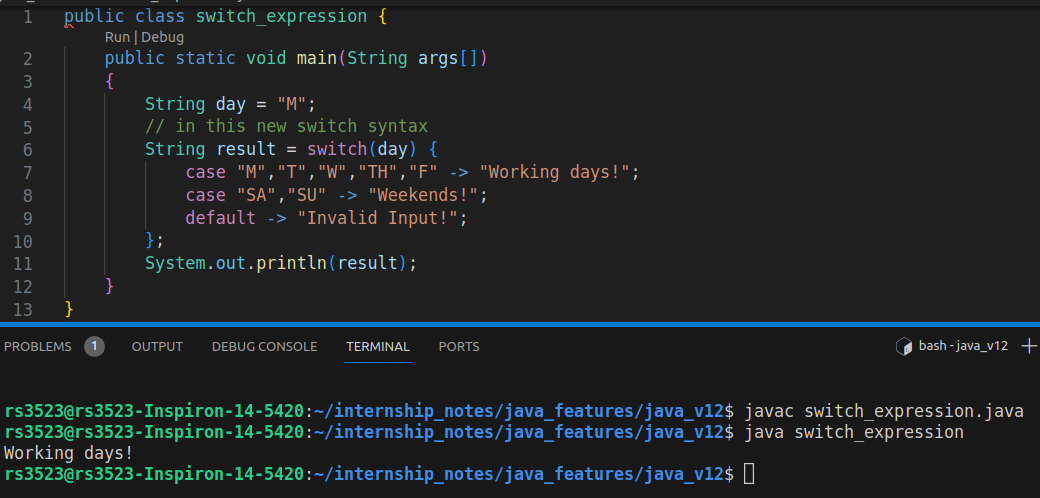 1 public class switch_expression {
Run | Debug
2 public static void main(String args[])
3 {
4 String day = "M";
5 // in this new switch syntax
6 String result = switch(day) {
7 case "M","T","W","TH","F" -> "Working days!";
8 case "SA","SU" -> "Weekends!";
9 default -> "Invalid Input!";
10 };
11 System.out.println(result);
12 }
13 }
PROBLEMS 1 OUTPUT DEBUG CONSOLE TERMINAL PORTS bash - java_v12
rs3523@rs3523-Inspiron-14-5420:~/internship_notes/java_features/java_v12$ javac switch_expression.java
rs3523@rs3523-Inspiron-14-5420:~/internship_notes/java_features/java_v12$ java switch_expression
Working days!
rs3523@rs3523-Inspiron-14-5420:~/internship_notes/java_features/java_v12$